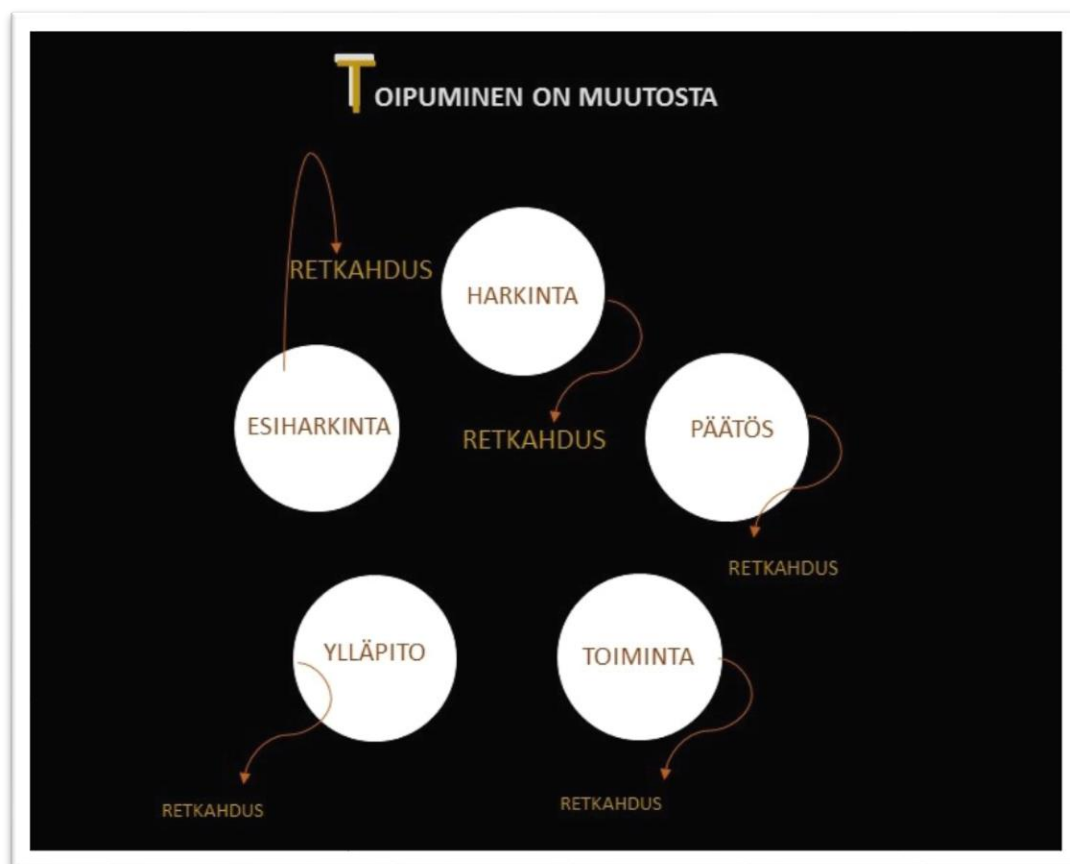 TOIPUMINEN ON MUUTOSTA
RETKAHDUS
HARKINTA
ESIHARKINTA
RETKAHDUS
PÄÄTÖS
RETKAHDUS
YLLÄPITO
TOIMINTA
RETKAHDUS
RETKAHDUS